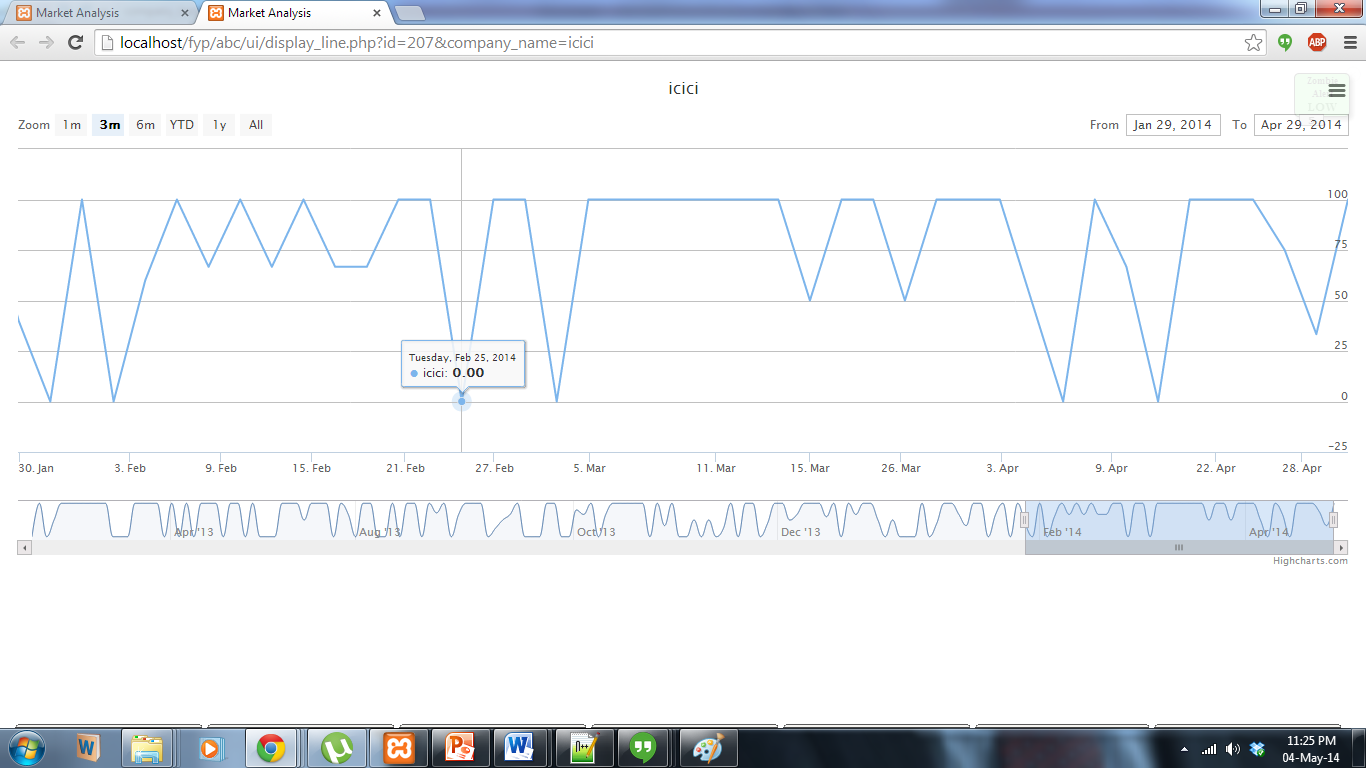 Market Analysis
Market Analysis
localhost/fyp/abc/ui/display_line.php?id=207&company_name=icici
ABP
icici
Zombie
Alert
LOW
Zoom 1m 3m 6m YTD 1y All
From Jan 29, 2014 To Apr 29, 2014
100
75
50
25
0
-25
Tuesday, Feb 25, 2014
icici: 0.00
30. Jan 3. Feb 9. Feb 15. Feb 21. Feb 27. Feb 5. Mar 11. Mar 15. Mar 26. Mar 3. Apr 9. Apr 22. Apr 28. Apr
Apr '13 Aug '13 Oct '13 Dec '13 Feb '14 Apr '14
Highcharts.com
11:25 PM
04-May-14